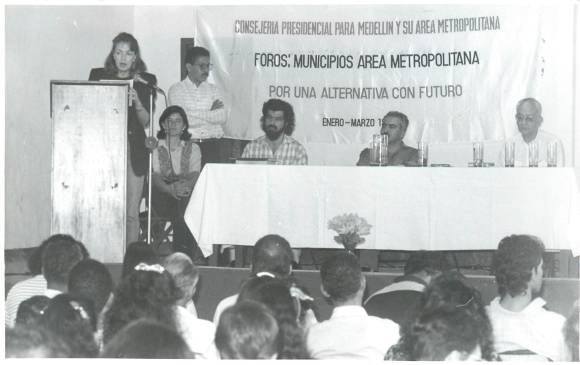 CONSEJERIA PRESIDENCIAL PARA MEDELLIN Y SU AREA METROPOLITANA
FOROS: MUNICIPIOS AREA METROPOLITANA
POR UNA ALTERNATIVA CON FUTURO
ENERO-MARZO